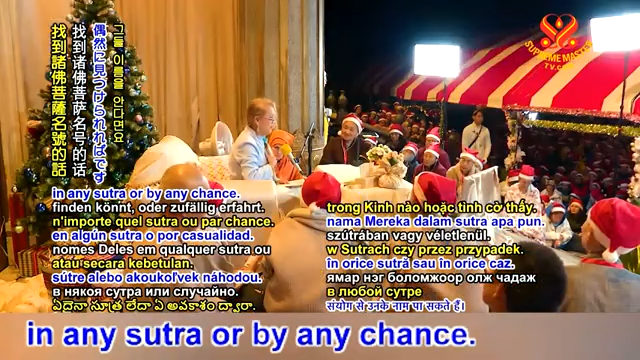 找到諸佛菩薩名號的話
找到诸佛菩萨名号的话
偶然に見つけられればです
그들 이름을 안다면요
SUPREME MASTER
TV.COM
in any sutra or by any chance.
finden könnt, oder zufällig erfahrt.
n'importe quel sutra ou par chance.
en algún sutra o por casualidad.
nomes Deles em qualquer sutra ou
atau secara kebetulan.
sútre alebo akoukoľvek náhodou.
в някоя сутра или случайно.
ఏదైనా సూత్ర లేదా ఏ అవకాశం ద్వారా.
trong Kinh nào hoặc tình cờ thấy.
nama Mereka dalam sutra apa pun.
szútrában vagy véletlenül.
w Sutrach czy przez przypadek.
în orice sutră sau în orice caz.
ямар нэг боломжоор олж чадаж
в любой сутре
संयोग से उनके नाम पा सकते हैं।
in any sutra or by any chance.